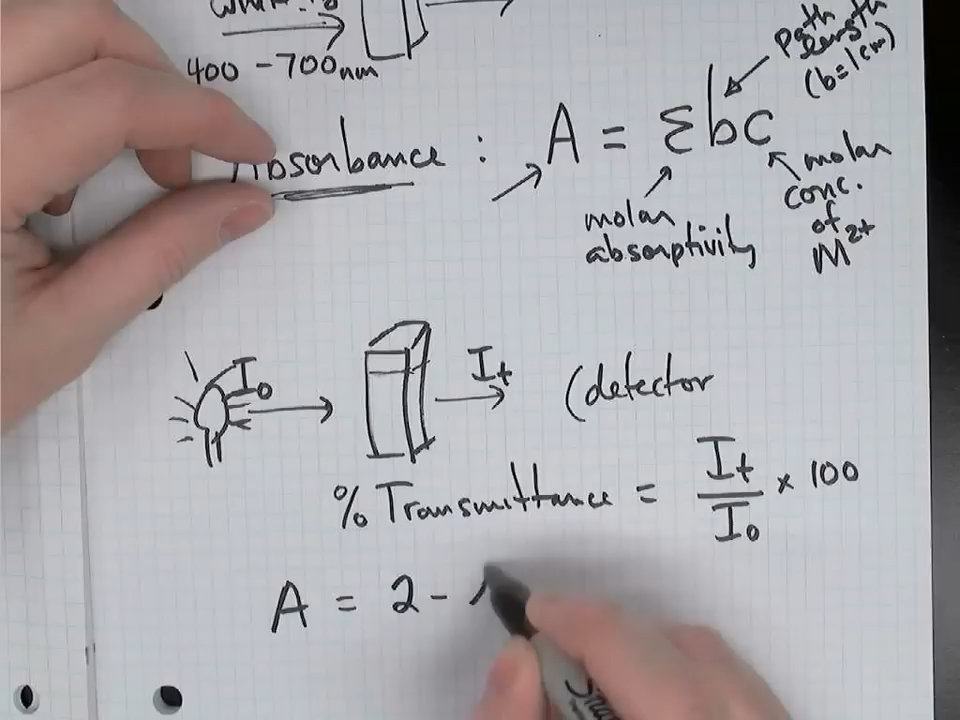 400 - 700nm
Path
length
(b=1cm)
Absorbance : A = εbc
molar
absorptivity
molar
conc.
of
M2+
I₀
It
(detector
% Transmittance = It/I₀ × 100
A = 2 -